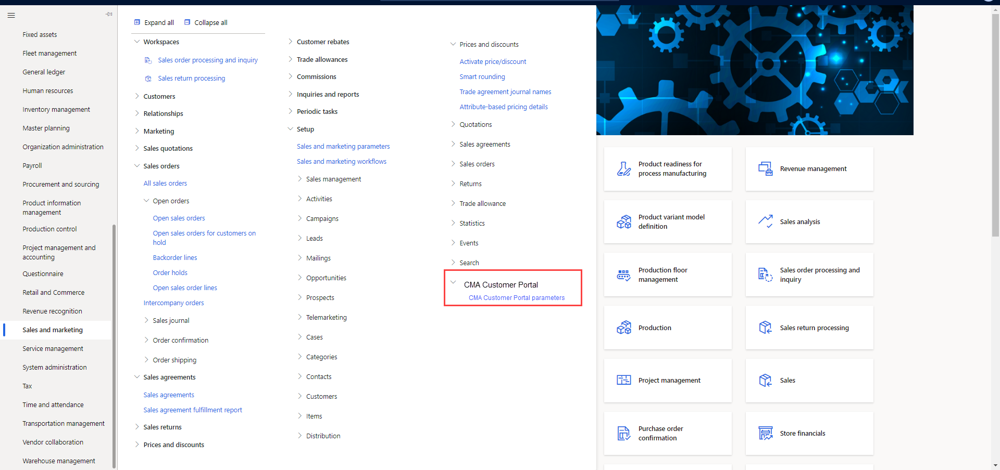 Fixed assets
Fleet management
General ledger
Human resources
Inventory management
Master planning
Organization administration
Payroll
Procurement and sourcing
Product information
management
Production control
Project management and
accounting
Questionnaire
Retail and Commerce
Revenue recognition
Sales and marketing
Service management
System administration
Tax
Time and attendance
Transportation management
Vendor collaboration
Warehouse management
Expand all
Collapse all
Workspaces
Sales order processing and inquiry
Sales return processing
Customers
Relationships
Marketing
Sales quotations
Sales orders
All sales orders
Open orders
Open sales orders
Open sales orders for customers on
hold
Backorder lines
Order holds
Open sales order lines
Intercompany orders
Sales journal
Order confirmation
Order shipping
Sales agreements
Sales agreements
Sales agreement fulfillment report
Sales returns
Prices and discounts
Customer rebates
Trade allowances
Commissions
Inquiries and reports
Periodic tasks
Setup
Sales and marketing parameters
Sales and marketing workflows
Sales management
Activities
Campaigns
Leads
Mailings
Opportunities
Prospects
Telemarketing
Cases
Categories
Contacts
Customers
Items
Distribution
Prices and discounts
Activate price/discount
Smart rounding
Trade agreement journal names
Attribute-based pricing details
Quotations
Sales agreements
Sales orders
Returns
Trade allowance
Statistics
Events
Search
CMA Customer Portal
CMA Customer Portal parameters
Product readiness for
process manufacturing
Revenue management
Product variant model
definition
Sales analysis
Production floor
management
Sales order processing and
inquiry
Production
Sales return processing
Project management
Sales
Purchase order
confirmation
Store financials